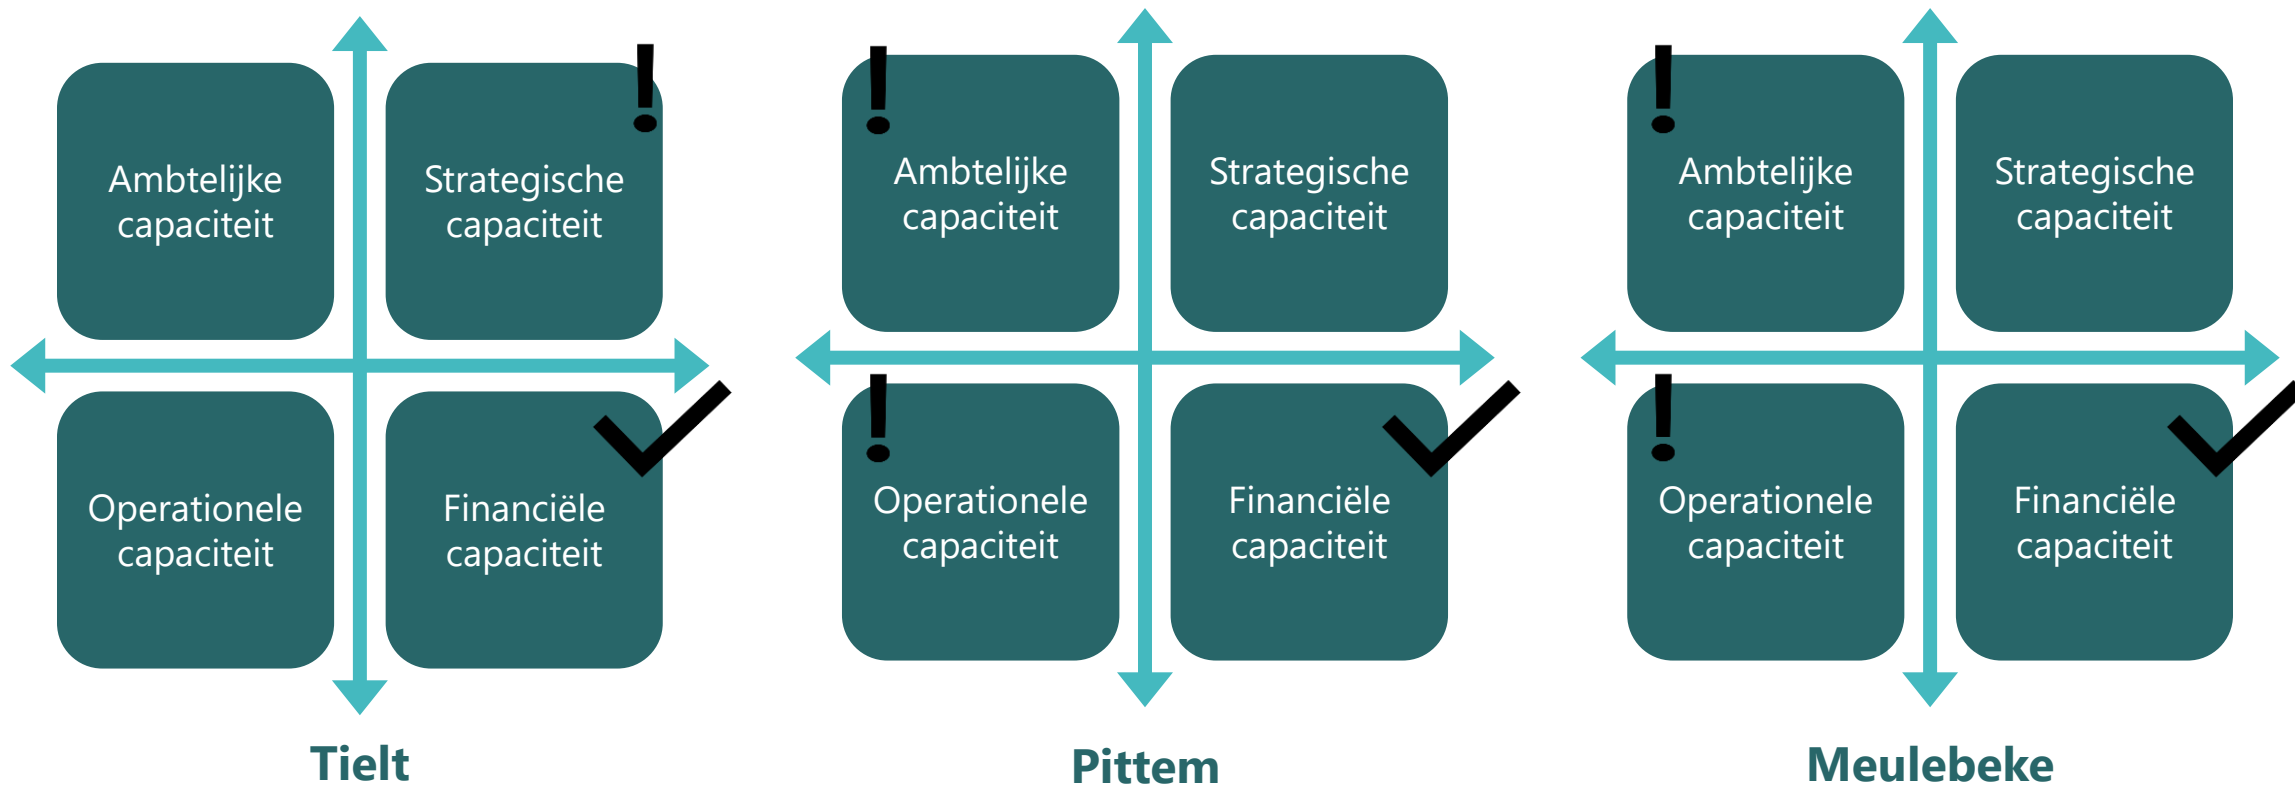 Ambtelijke
capaciteit
Strategische
capaciteit
Operationele
capaciteit
Financiële
capaciteit
Tielt
Ambtelijke
capaciteit
Strategische
capaciteit
Operationele
capaciteit
Financiële
capaciteit
Pittem
Ambtelijke
capaciteit
Strategische
capaciteit
Operationele
capaciteit
Financiële
capaciteit
Meulebeke